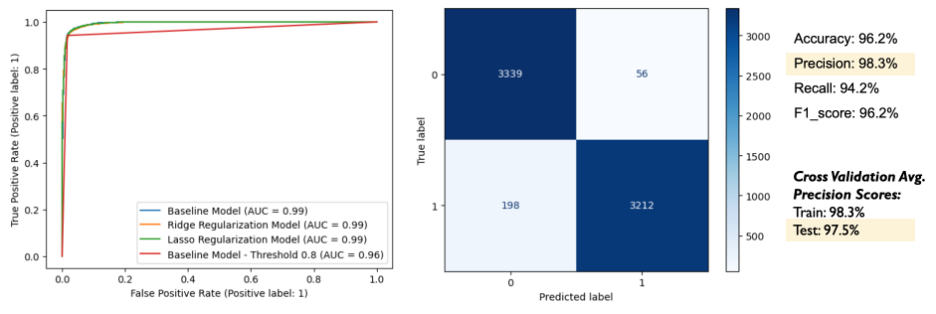 1.0
0.8
0.6
0.4
0.2
0.0
True Positive Rate (Positive label: 1)
0.0 0.2 0.4 0.6 0.8 1.0
False Positive Rate (Positive label: 1)
Baseline Model (AUC = 0.99)
Ridge Regularization Model (AUC = 0.99)
Lasso Regularization Model (AUC = 0.99)
Baseline Model - Threshold 0.8 (AUC = 0.96)
True label
0
1
3339 56
198 3212
0 1
Predicted label
3000
2500
2000
1500
1000
500
Accuracy: 96.2%
Precision: 98.3%
Recall: 94.2%
F1_score: 96.2%
Cross Validation Avg.
Precision Scores:
Train: 98.3%
Test: 97.5%